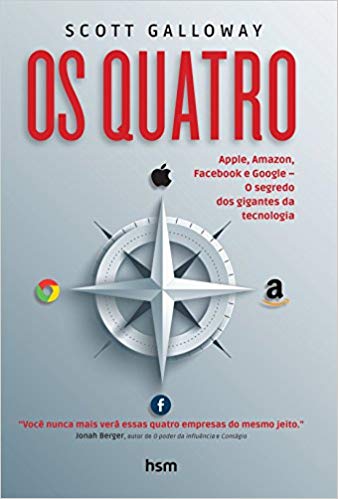 SCOTT GALLOWAY
OS QUATRO
Apple, Amazon,
Facebook e Google –
O segredo
dos gigantes da
tecnologia
a
f
"Você nunca mais verá essas quatro empresas do mesmo jeito."
Jonah Berger, autor de O poder da influência e Contágio
hsm